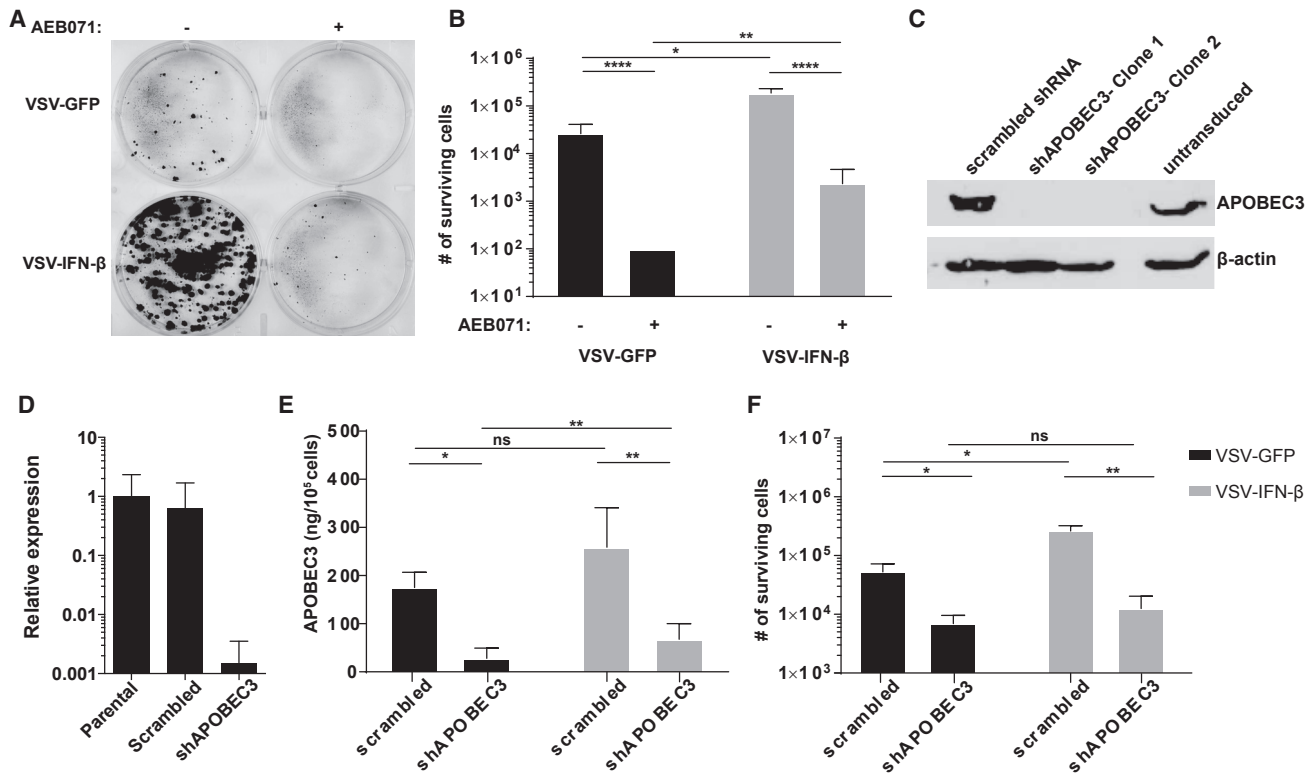 A
AEB071:
-
+
VSV-GFP
VSV-IFN-β
B
# of surviving cells
1×10⁶
1×10⁵
1×10⁴
1×10³
1×10²
1×10¹
**
*
****
****
AEB071:
-
+
-
+
VSV-GFP
VSV-IFN-β
C
scrambled shRNA
shAPOBEC3- Clone 1
shAPOBEC3- Clone 2
untransduced
APOBEC3
β-actin
D
Relative expression
10
1
0.1
0.01
0.001
Parental
Scrambled
shAPOBEC3
E
APOBEC3 (ng/10⁵ cells)
500
400
300
200
100
0
**
ns
*
**
scrambled
shAPOBEC3
scrambled
shAPOBEC3
F
# of surviving cells
1×10⁷
1×10⁶
1×10⁵
1×10⁴
1×10³
ns
*
*
**
scrambled
shAPOBEC3
scrambled
shAPOBEC3
VSV-GFP
VSV-IFN-β